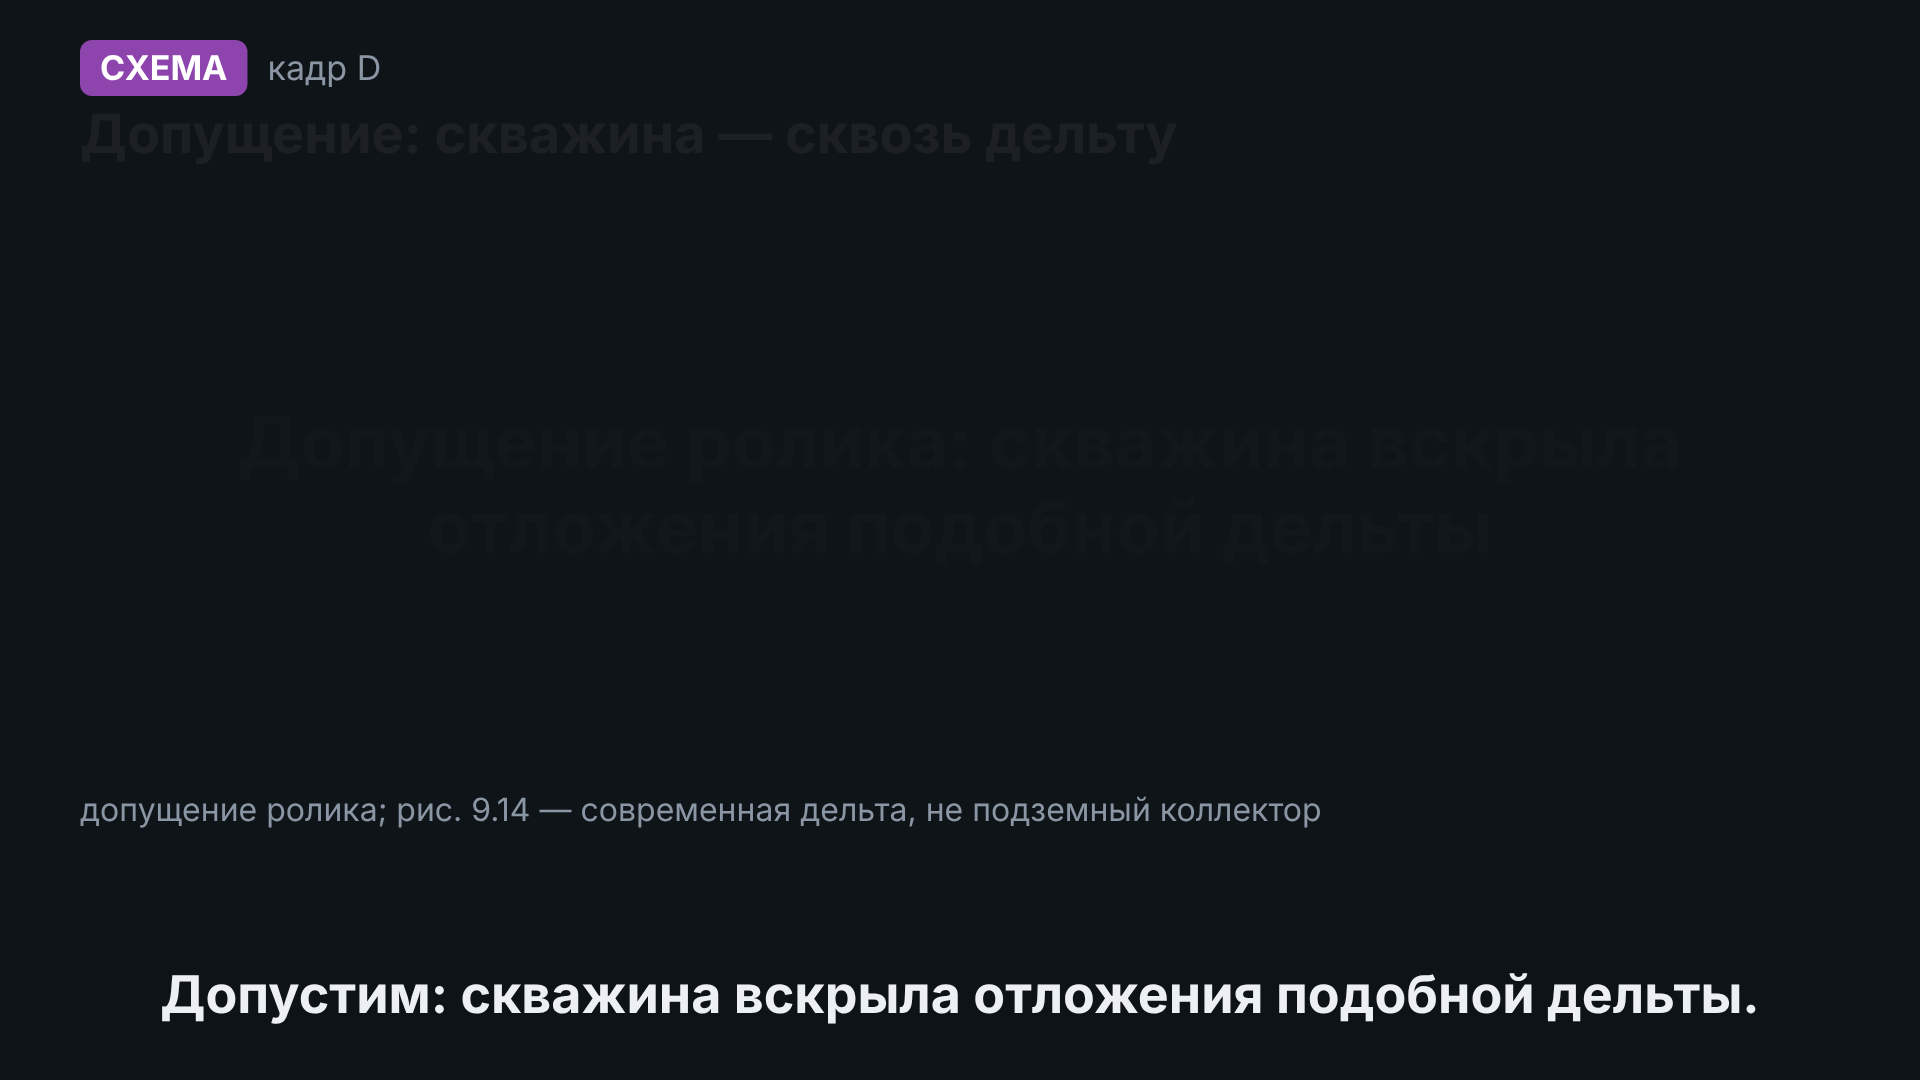 СХЕМА кадр D
Допущение: скважина — сквозь дельту
Допущение ролика: скважина вскрыла
отложения подобной дельты
допущение ролика; рис. 9.14 — современная дельта, не подземный коллектор
Допустим: скважина вскрыла отложения подобной дельты.